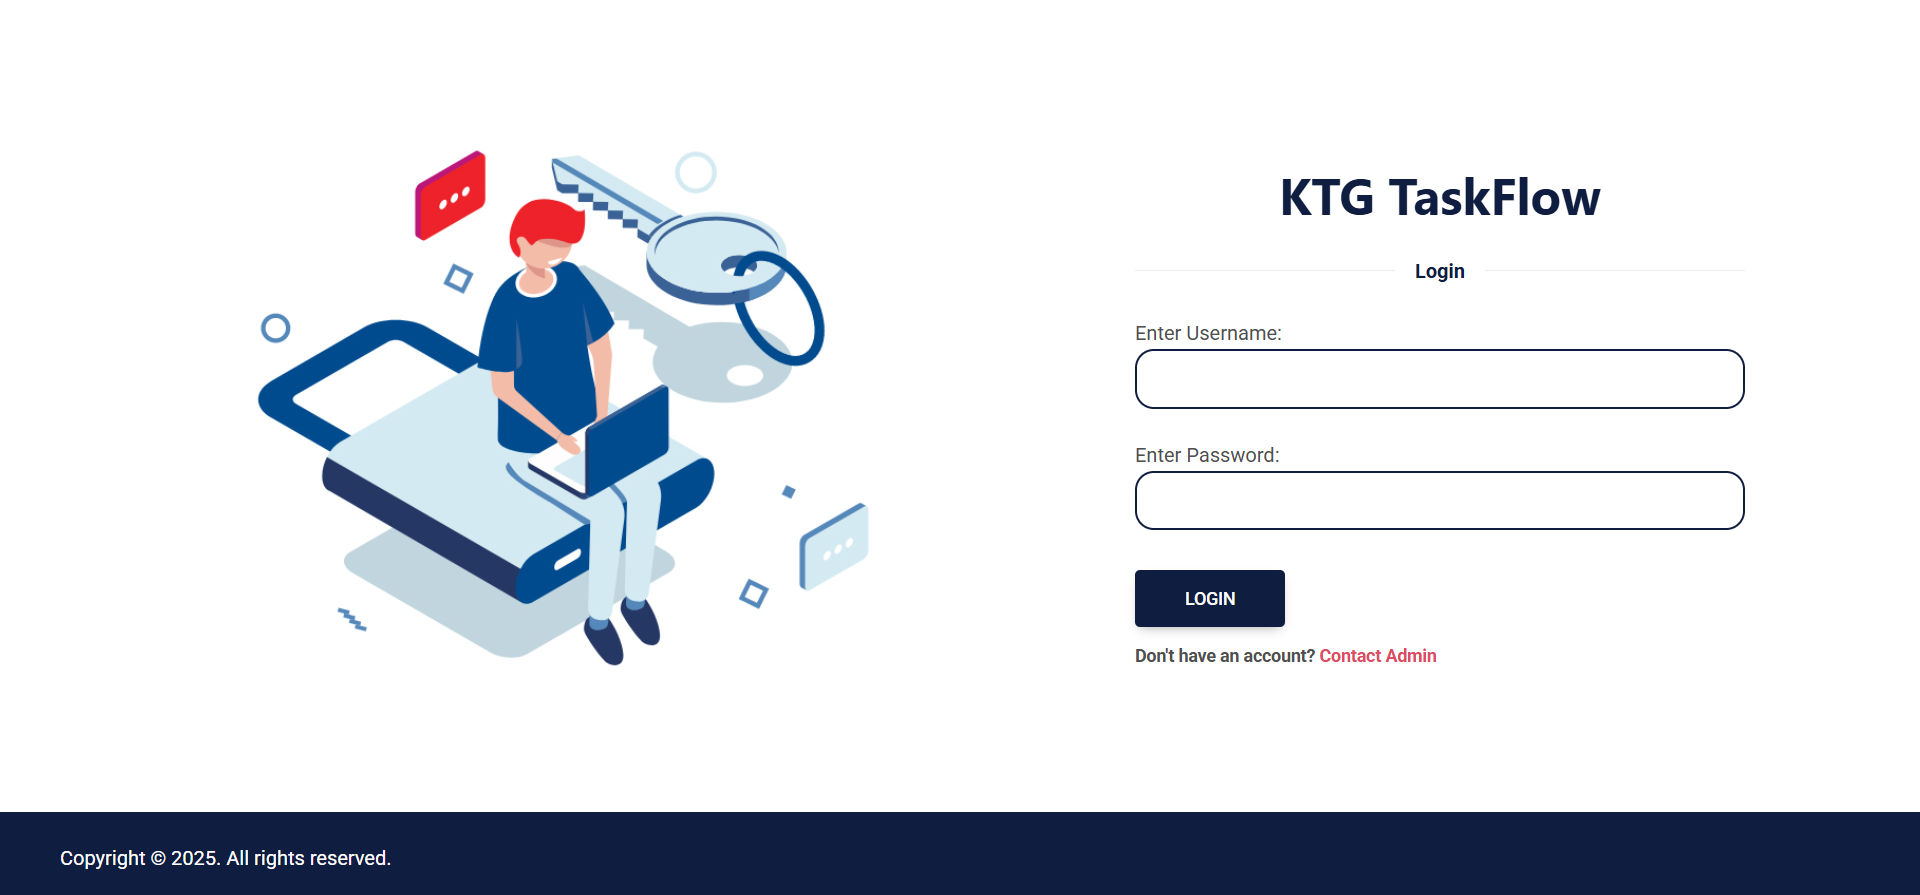 KTG TaskFlow
Login
Enter Username:
Enter Password:
LOGIN
Don't have an account? Contact Admin
Copyright © 2025. All rights reserved.